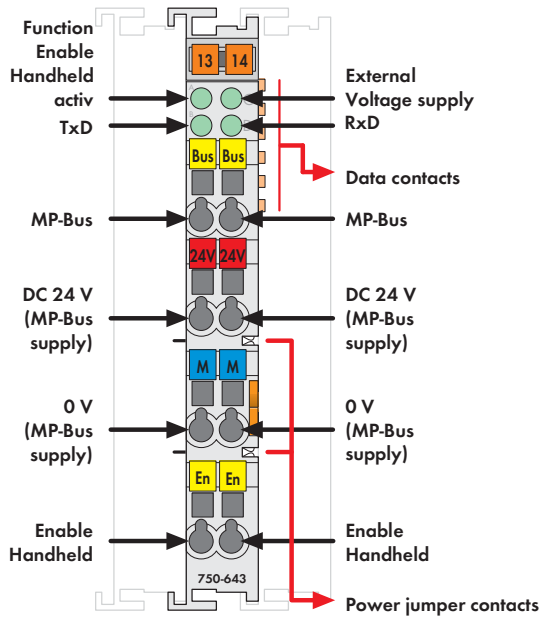 Function
Enable
Handheld
activ
TxD
13 14
External
Voltage supply
RxD
Bus Bus
Data contacts
MP-Bus
MP-Bus
24V 24V
DC 24 V
(MP-Bus
supply)
DC 24 V
(MP-Bus
supply)
M M
0 V
(MP-Bus
supply)
0 V
(MP-Bus
supply)
En En
Enable
Handheld
Enable
Handheld
750-643
Power jumper contacts